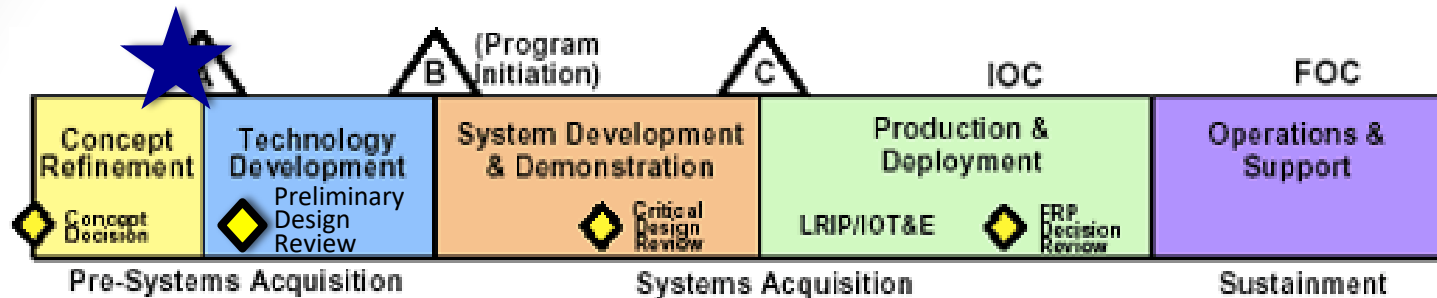 A
B
(Program
Initiation)
C
IOC
FOC
Concept
Refinement
Technology
Development
System Development
& Demonstration
Production &
Deployment
Operations &
Support
Concept
Decision
Preliminary
Design
Review
Critical
Design
Review
LRIP/IOT&E
ERP
Decision
Review
Pre-Systems Acquisition
Systems Acquisition
Sustainment